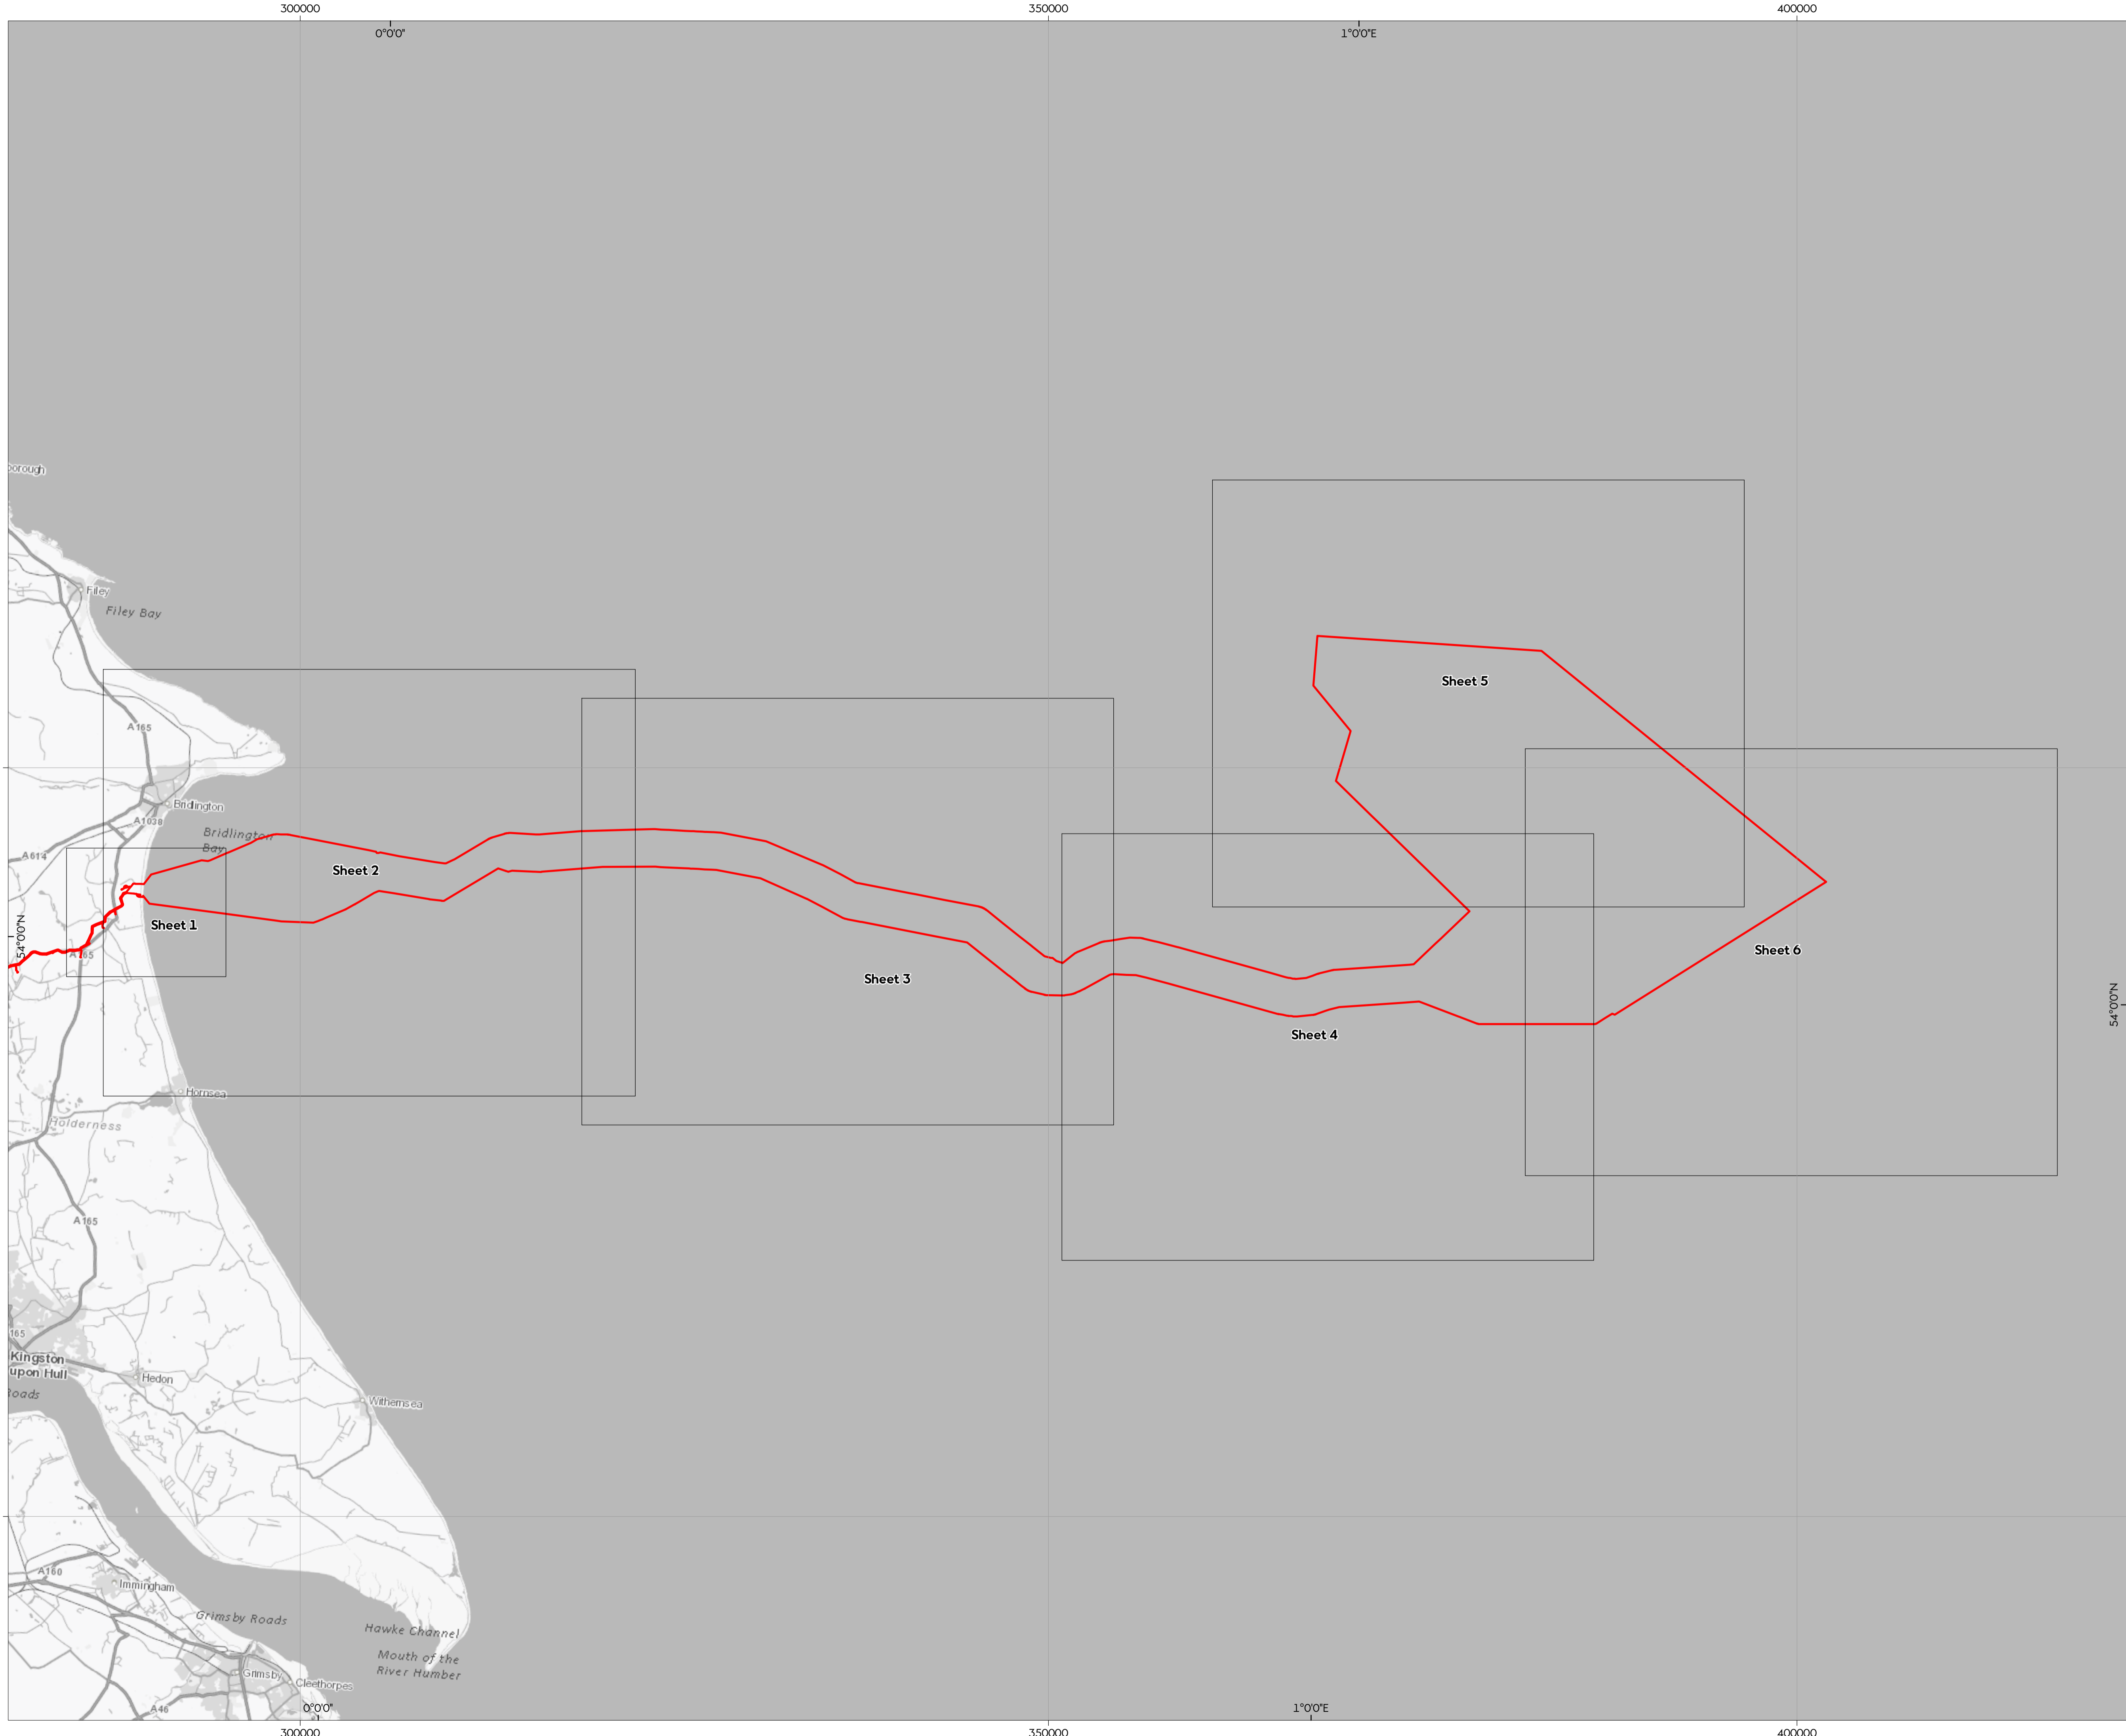 300000
350000
400000
0°0'0"
1°0'0"E
borough
Filey
Filey Bay
A165
Bridlington
A1038
Bridlington
Bay
A614
Sheet 5
Sheet 2
Sheet 1
54°0'0"N
A165
Sheet 3
Sheet 6
54°0'0"N
Sheet 4
Hornsea
Holderness
A165
165
Kingston
upon Hull
Hedon
Roads
Withernsea
A160
Immingham
Grimsby Roads
Hawke Channel
Mouth of the
River Humber
Grimsby
Cleethorpes
A46
0°0'0"
1°0'0"E
300000
350000
400000